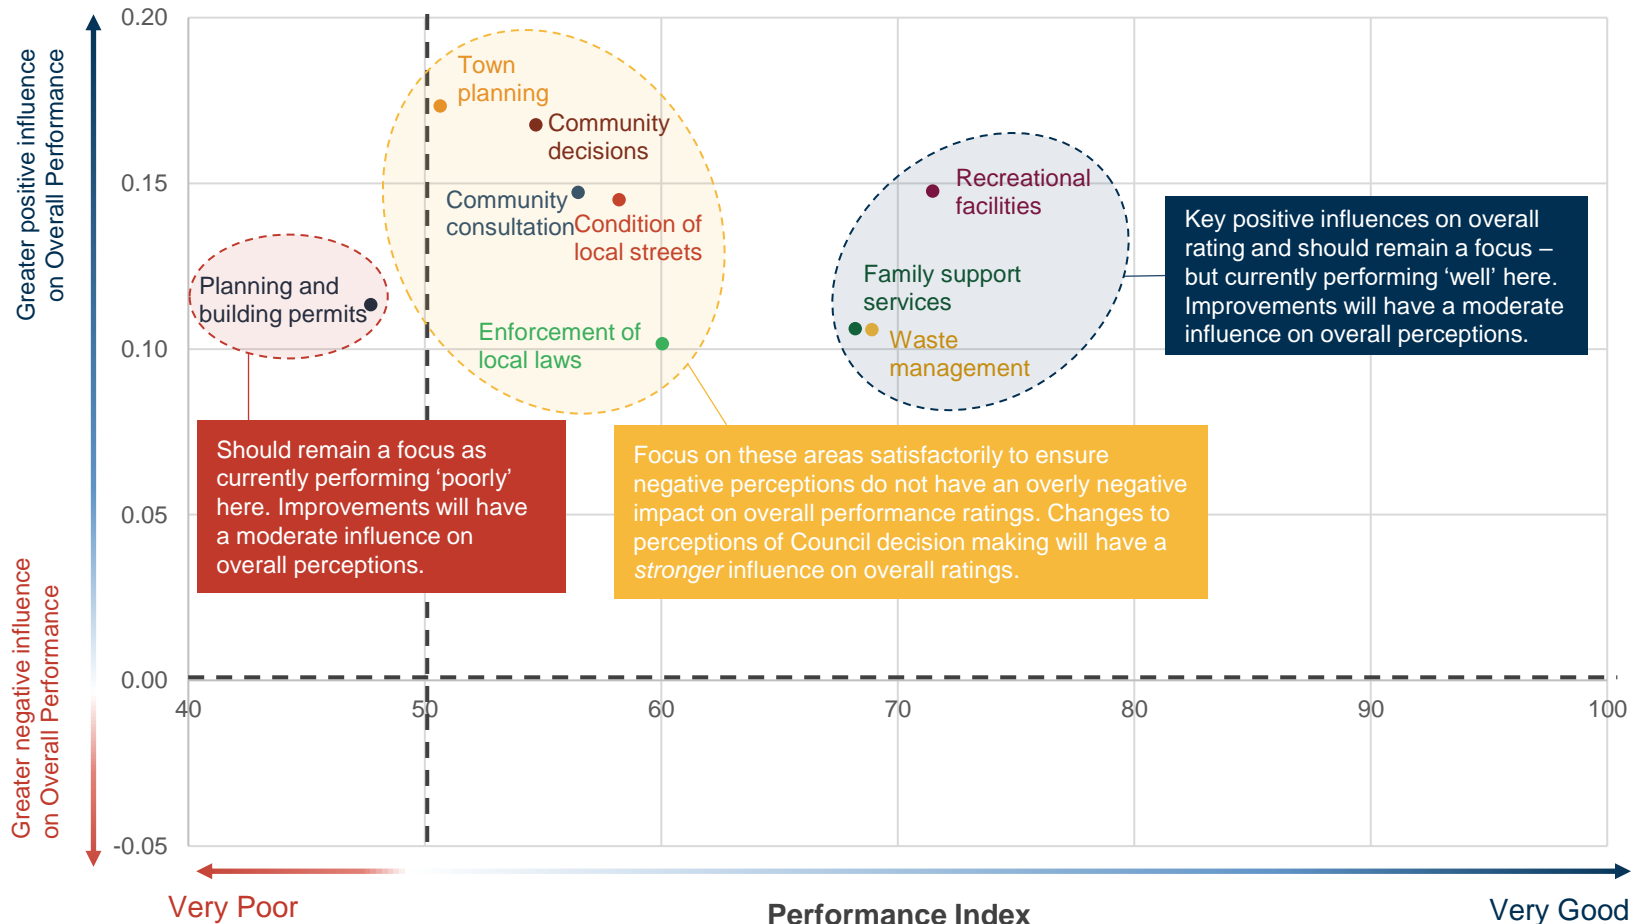 0.20
0.15
0.10
0.05
0.00
-0.05
Greater positive influence
on Overall Performance
Greater negative influence
on Overall Performance
Town
planning
Community
decisions
Community
consultation
Condition of
local streets
Planning and
building permits
Enforcement of
local laws
Recreational
facilities
Family support
services
Waste
management
Key positive influences on overall
rating and should remain a focus –
but currently performing ‘well’ here.
Improvements will have a moderate
influence on overall perceptions.
Should remain a focus as
currently performing ‘poorly’
here. Improvements will have
a moderate influence on
overall perceptions.
Focus on these areas satisfactorily to ensure
negative perceptions do not have an overly negative
impact on overall performance ratings. Changes to
perceptions of Council decision making will have a
stronger influence on overall ratings.
40 50 60 70 80 90 100
Very Poor
Performance Index
Very Good